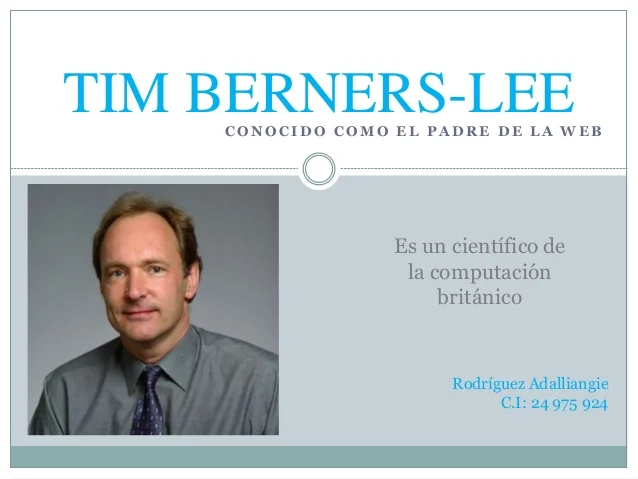 TIM BERNERS-LEE
CONOCIDO COMO EL PADRE DE LA WEB
Es un científico de
la computación
británico
Rodríguez Adalliangie
C.I: 24 975 924